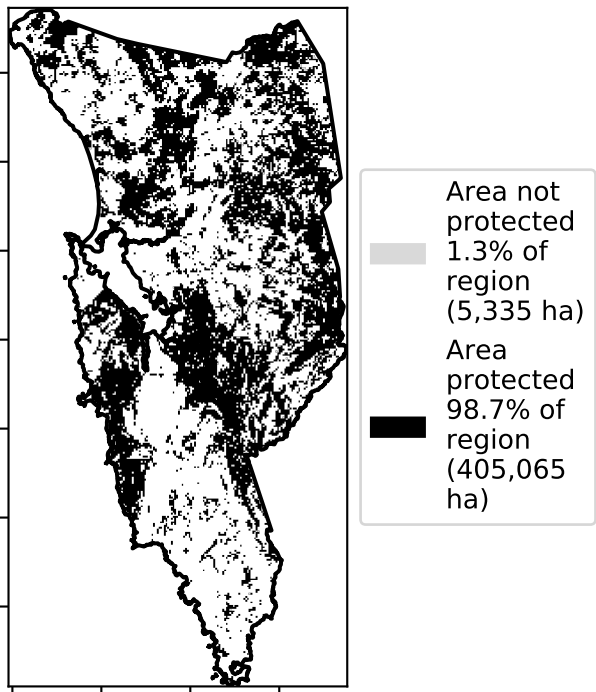 Area not
protected
1.3% of
region
(5,335 ha)
Area
protected
98.7% of
region
(405,065
ha)